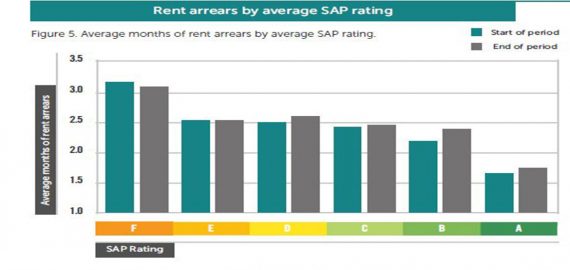 Rent arrears by average SAP rating
Figure 5. Average months of rent arrears by average SAP rating.
Start of period
End of period
Average months of rent arrears
3.5
3.0
2.5
2.0
1.5
1.0
F E D C B A
SAP Rating